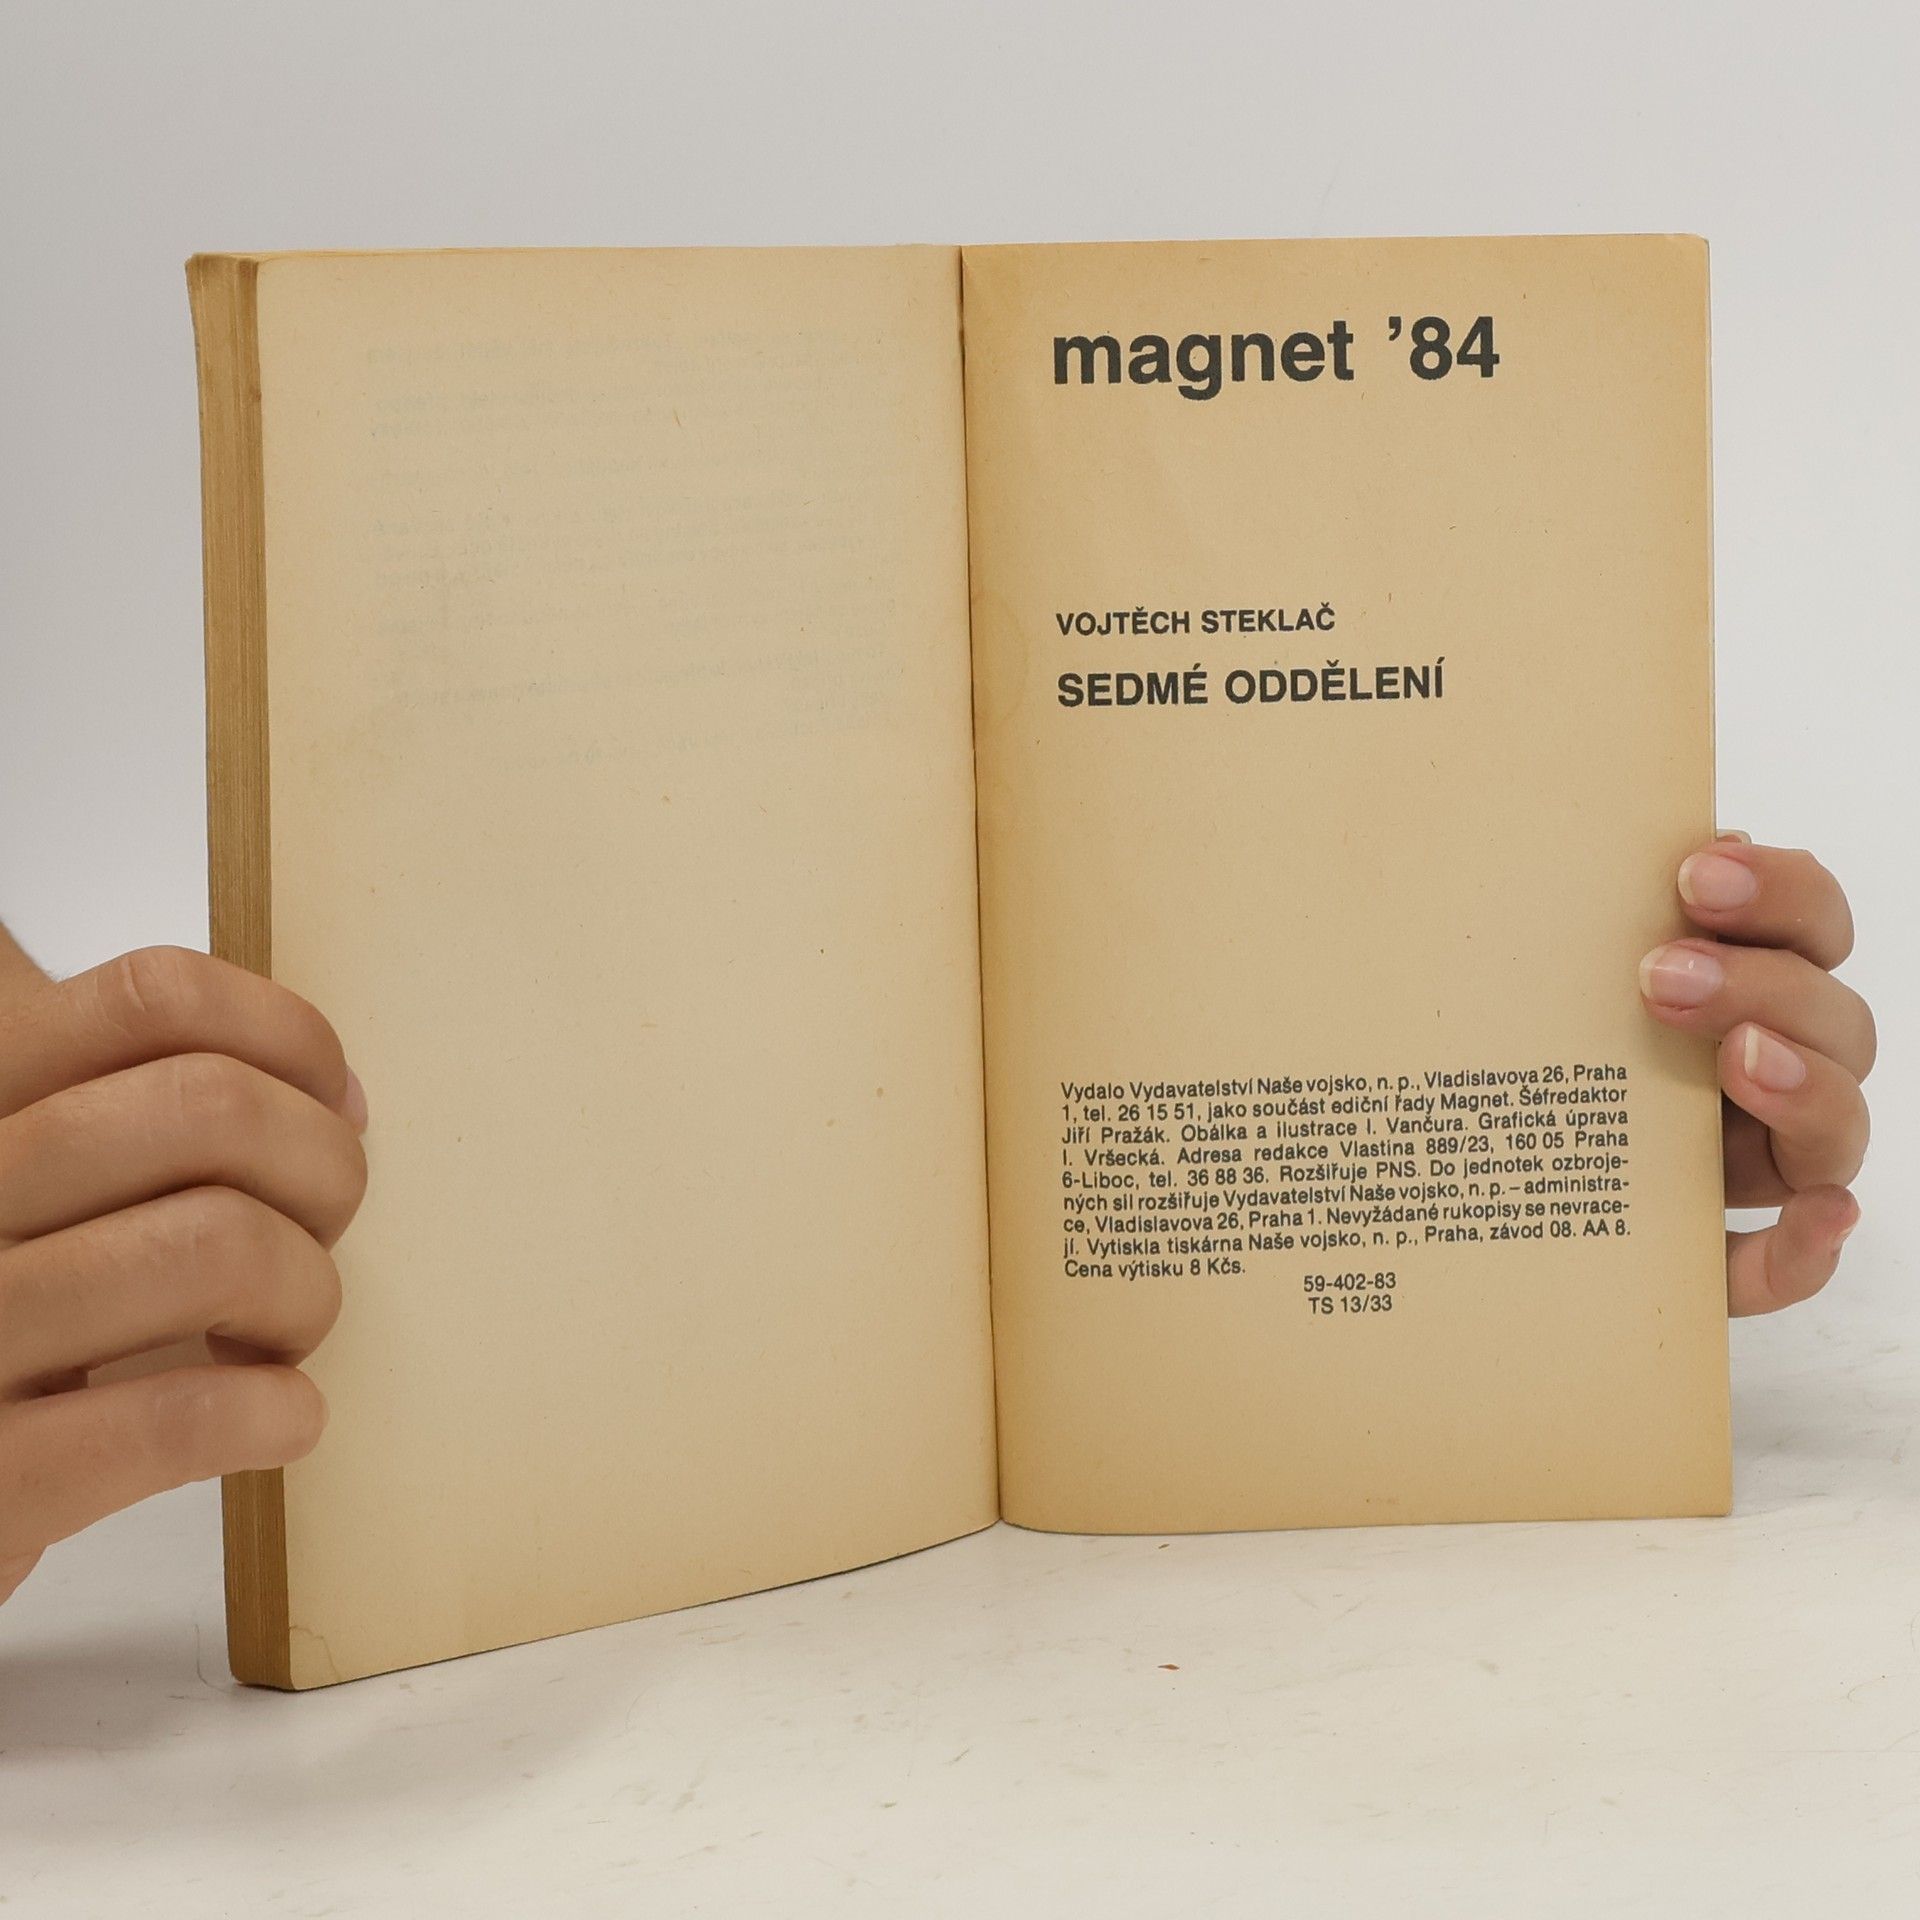 magnet ’84
VOJTĚCH STEKLAČ
SEDMÉ ODDĚLENÍ
Vydalo Vydavatelství Naše vojsko, n. p., Vladislavova 26, Praha
1, tel. 26 15 51, jako součást ediční řady Magnet. Šéfredaktor
Jiří Pražák. Obálka a ilustrace I. Vančura. Grafická úprava
I. Vršecká. Adresa redakce Vlastina 889/23, 160 05 Praha
6-Liboc, tel. 36 88 36. Rozšiřuje PNS. Do jednotek ozbroje-
ných sil rozšiřuje Vydavatelství Naše vojsko, n. p. – administra-
ce, Vladislavova 26, Praha 1. Nevyžádané rukopisy se nevrace-
jí. Vytiskla tiskárna Naše vojsko, n. p., Praha, závod 08. AA 8.
Cena výtisku 8 Kčs.
59-402-83
TS 13/33